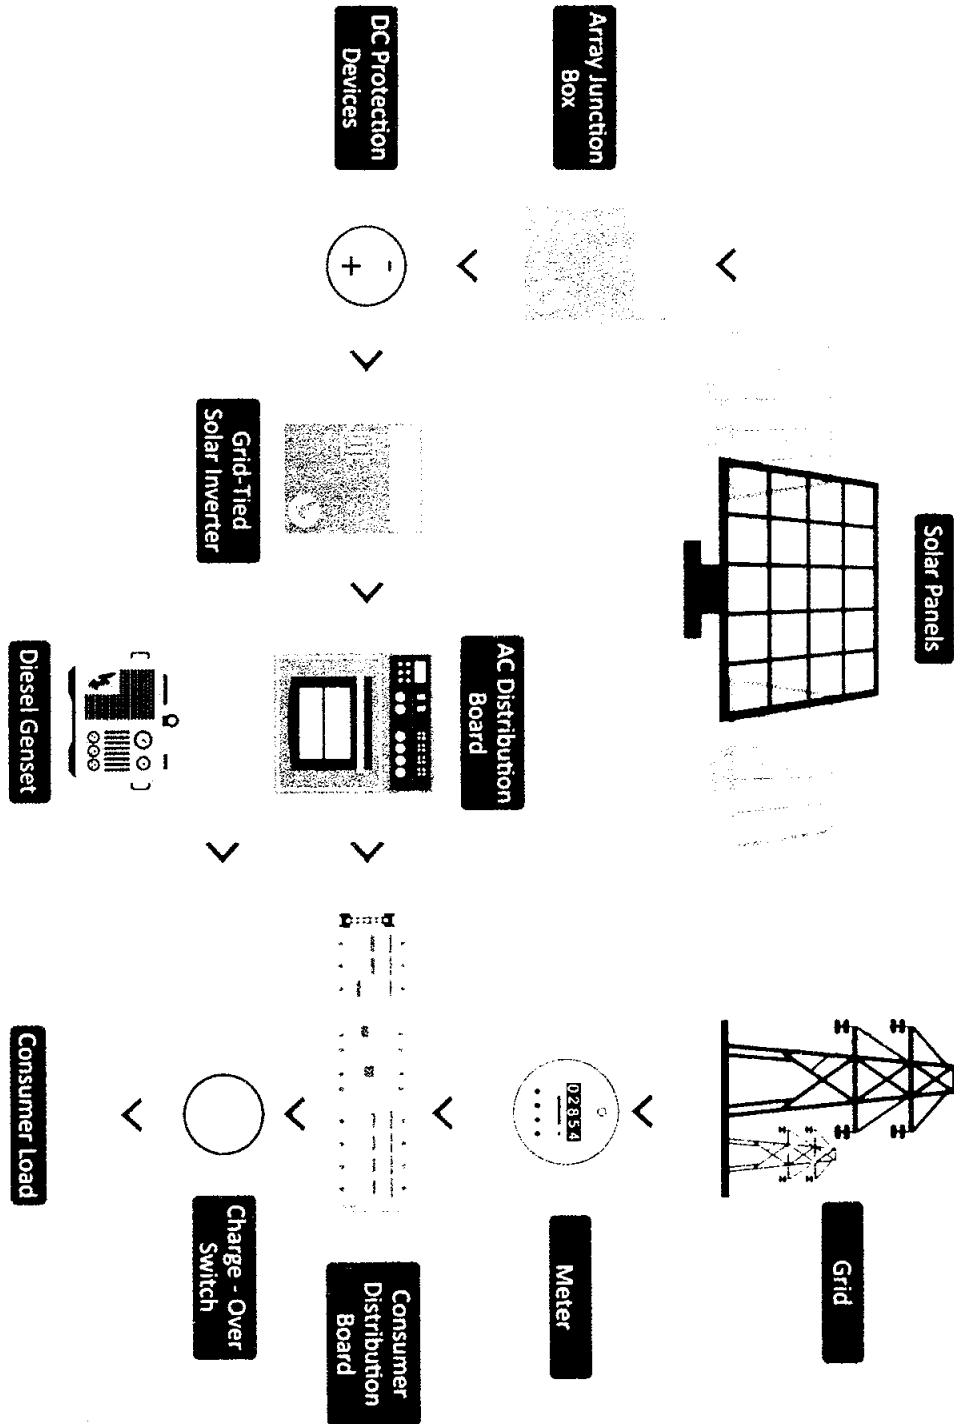 Solar Panels
Grid
Array Junction
Box
02854
Meter
AC Distribution
Board
DC Protection
Devices
- +
Consumer
Distribution
Board
Grid-Tied
Solar Inverter
Charge - Over
Switch
Diesel Genset
Consumer Load